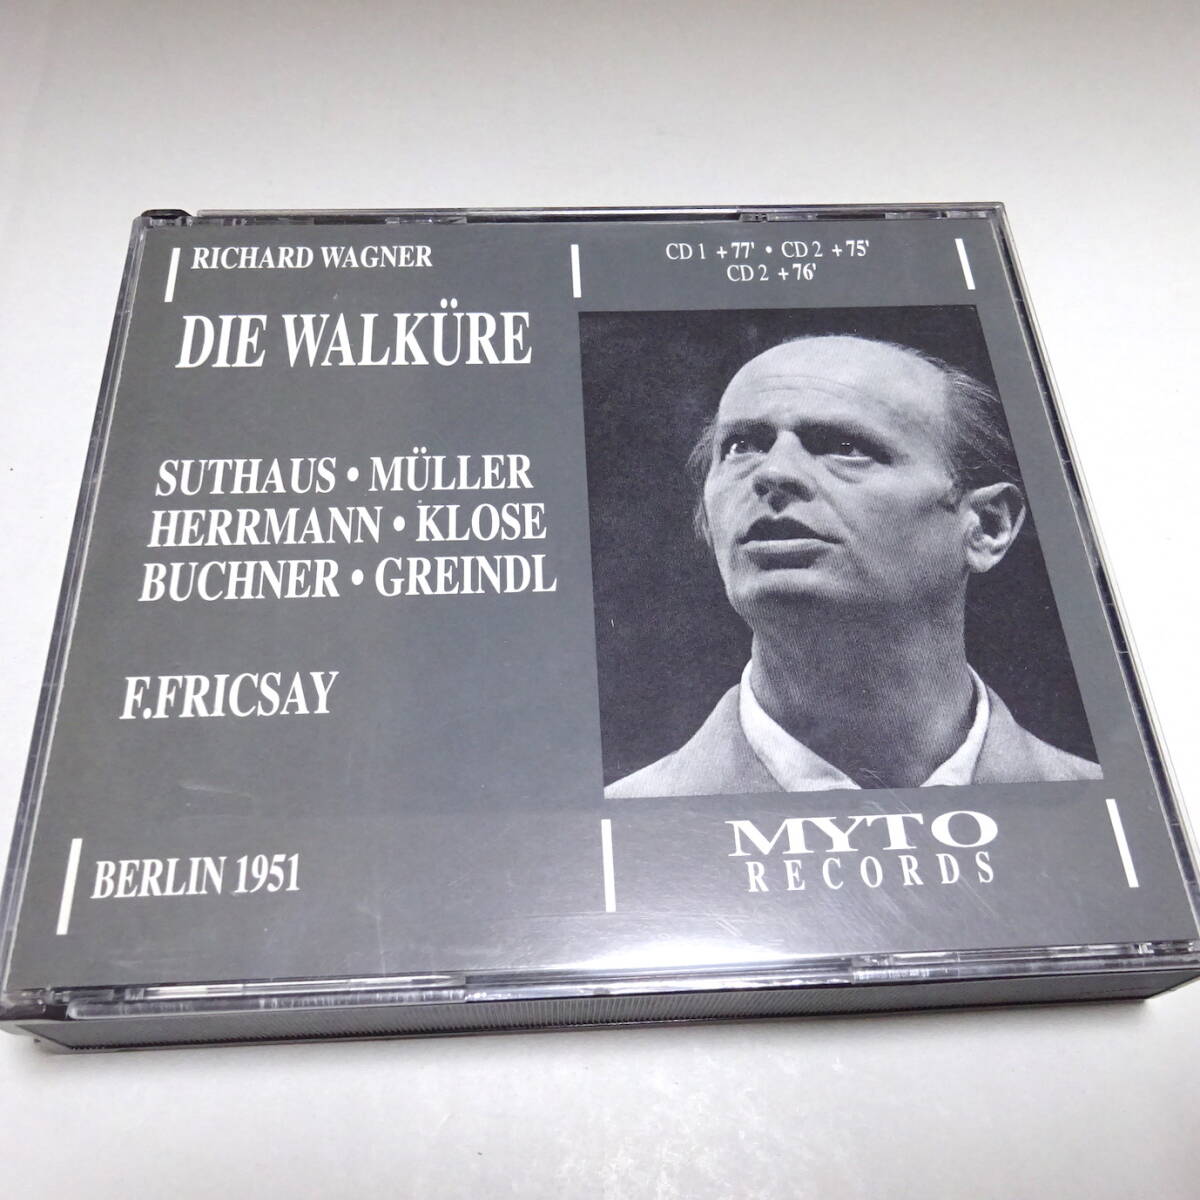 RICHARD WAGNER
CD 1 + 77' • CD 2 + 75'
CD 2 + 76'
DIE WALKÜRE
SUTHAUS • MÜLLER
HERRMANN • KLOSE
BUCHNER • GREINDL
F.FRICSAY
BERLIN 1951
MYTO
RECORDS